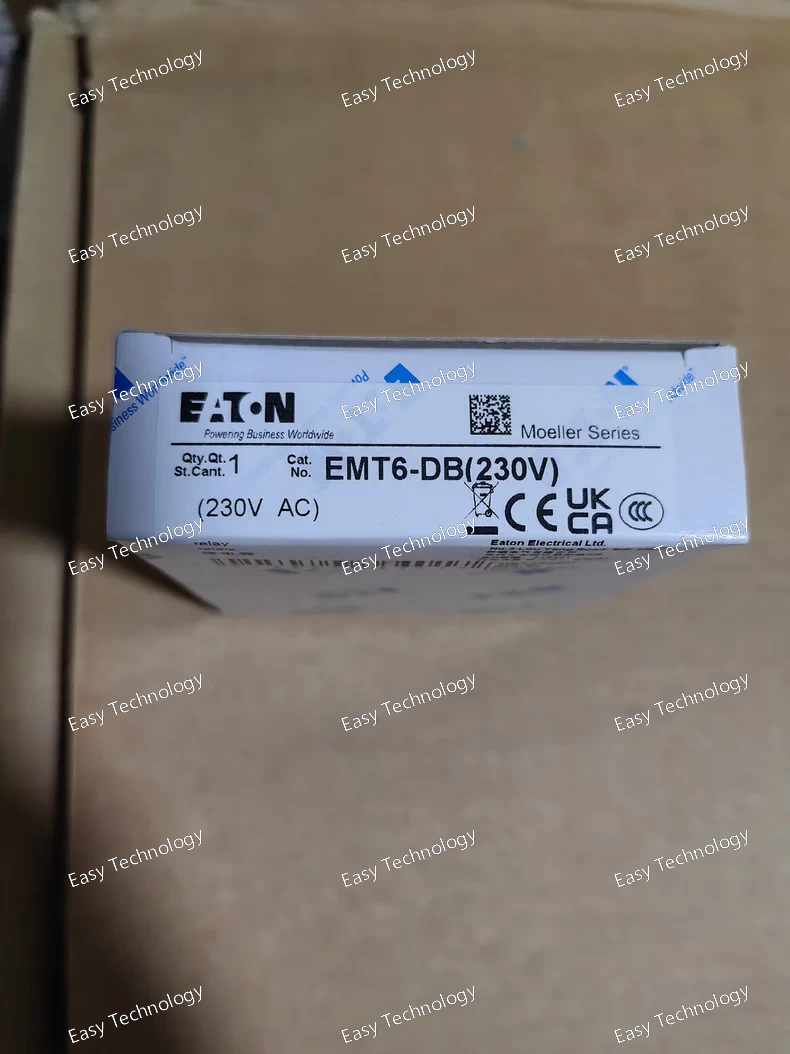 Easy Technology Easy Technology Easy Technology
Easy Technology Easy Technology Easy Technology
Easy Technology Easy Technology Easy Technology
EATON
Powering Business Worldwide
Moeller Series
Qty.Qt.
St.Cant. 1
Cat.
No. EMT6-DB(230V)
(230V AC)
CE UK
CA CCC
relay
Eaton Electrical Ltd.
Easy Technology Easy Technology Easy Technology
Easy Technology Easy Technology Easy Technology
Easy Technology Easy Technology Easy Technology
Easy Technology Easy Technology Easy Technology